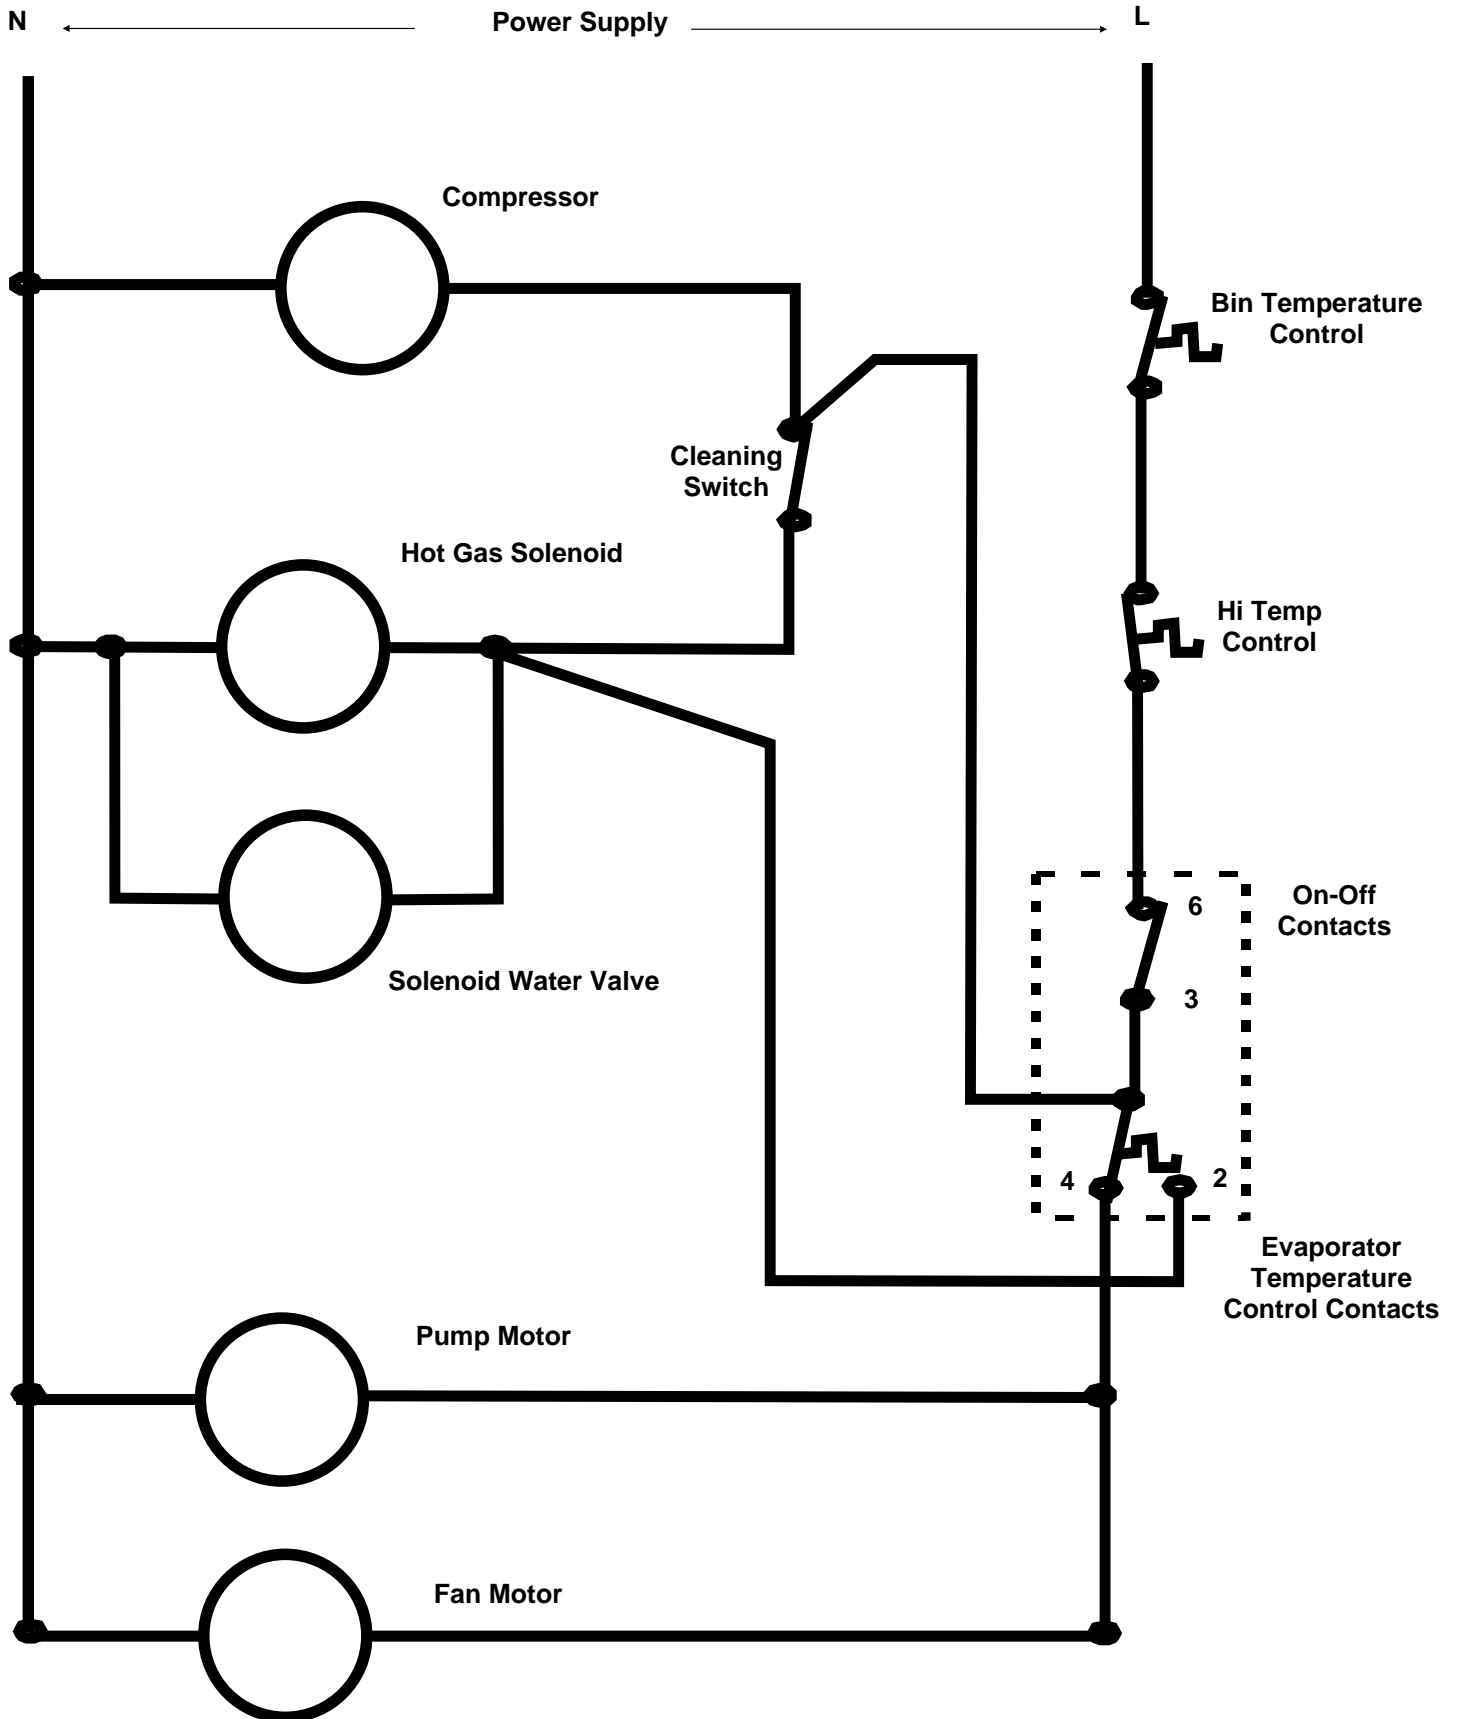 N
Power Supply
L
Compressor
Bin Temperature
Control
Cleaning
Switch
Hot Gas Solenoid
Hi Temp
Control
6
On-Off
Contacts
Solenoid Water Valve
3
4
2
Evaporator
Temperature
Control Contacts
Pump Motor
Fan Motor